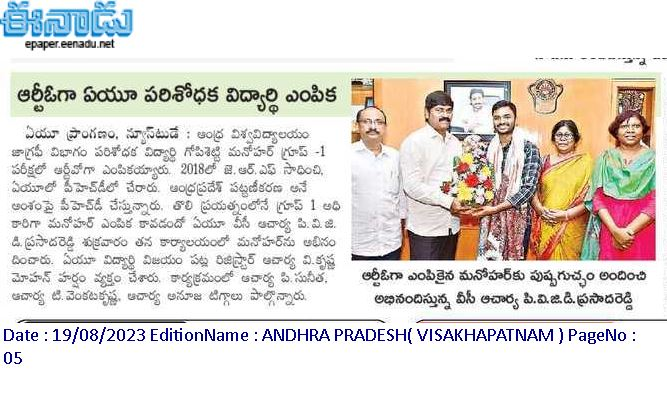 ఈనాడు
epaper.eenadu.net
ఆర్టీఓగా ఏయూ పరిశోధక విద్యార్థి ఎంపిక
ఏయూ ప్రాంగణం, న్యూస్‌టుడే : ఆంధ్ర విశ్వవిద్యాలయం
జాగ్రఫీ విభాగం పరిశోధక విద్యార్థి గోపిశెట్టి మనోహర్ గ్రూప్ -1
పరీక్షలో ఆర్టీవోగా ఎంపికయ్యారు. 2018లో జె.ఆర్.ఎఫ్ సాధించి,
ఏయూలో పీహెచ్‌డీలో చేరారు. ఆంధ్రప్రదేశ్ పట్టణీకరణ అనే
అంశంపై పీహెచ్‌డీ చేస్తున్నారు. తొలి ప్రయత్నంలోనే గ్రూప్ 1 అధి
కారిగా మనోహర్ ఎంపిక కావడంతో ఏయూ వీసీ ఆచార్య పి.వి.జి.
డి.ప్రసాదరెడ్డి శుక్రవారం తన కార్యాలయంలో మనోహర్‌ను అభినం
దించారు. ఏయూ విద్యార్థి విజయం పట్ల రిజిస్ట్రార్ ఆచార్య వి.కృష్ణ
మోహన్ హర్షం వ్యక్తం చేశారు. కార్యక్రమంలో ఆచార్య పి.సునీత,
ఆచార్య టి.వెంకటకృష్ణ, ఆచార్య అనూజ టిగ్గాలు పాల్గొన్నారు.
ఆర్టీఓగా ఎంపికైన మనోహర్‌కు పుష్పగుచ్ఛం అందించి
అభినందిస్తున్న వీసీ ఆచార్య పి.వి.జి.డి.ప్రసాదరెడ్డి
Date : 19/08/2023 EditionName : ANDHRA PRADESH( VISAKHAPATNAM ) PageNo :
05